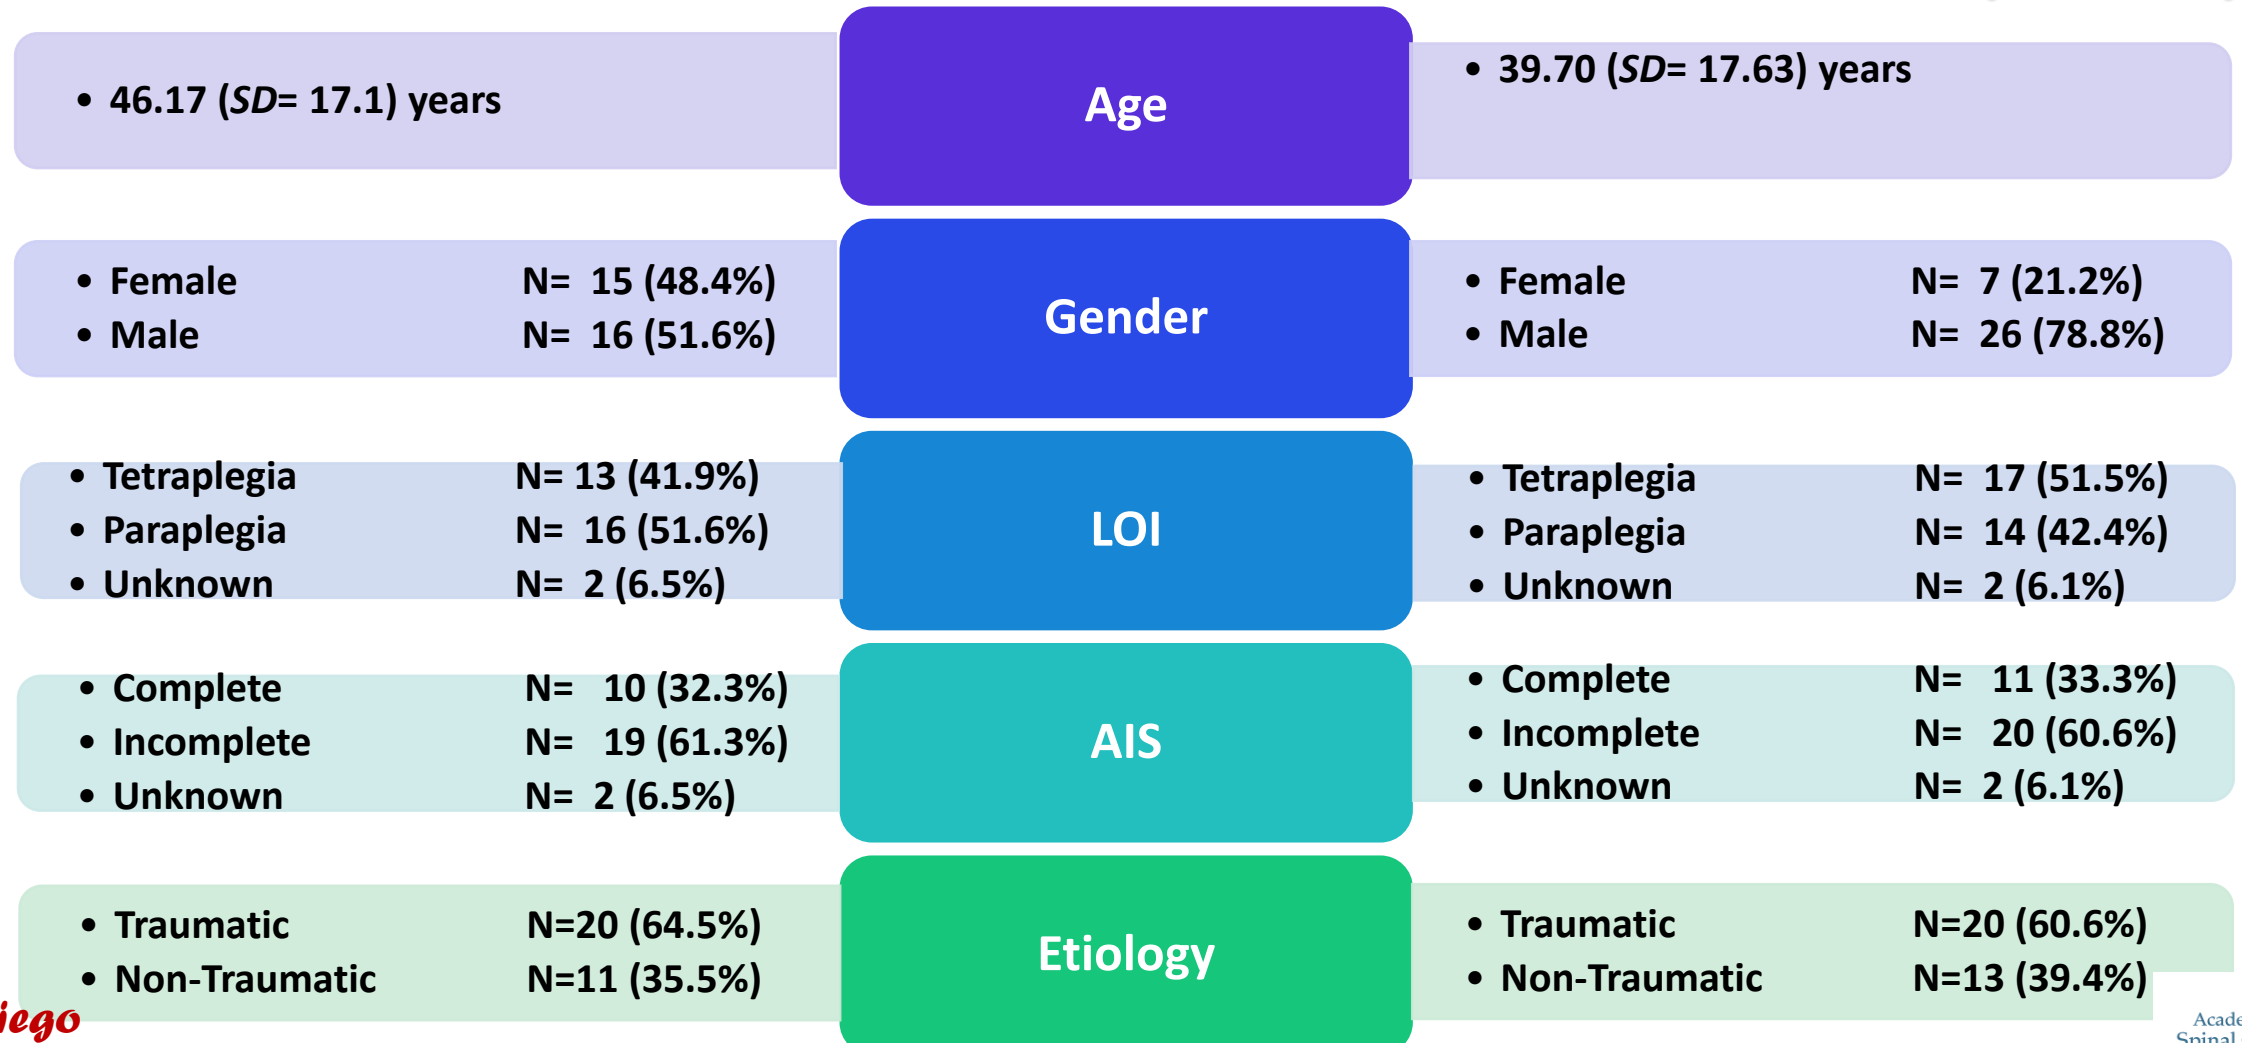 • 46.17 (SD= 17.1) years
Age
• 39.70 (SD= 17.63) years
• Female N= 15 (48.4%)
• Male N= 16 (51.6%)
Gender
• Female N= 7 (21.2%)
• Male N= 26 (78.8%)
• Tetraplegia N= 13 (41.9%)
• Paraplegia N= 16 (51.6%)
• Unknown N= 2 (6.5%)
LOI
• Tetraplegia N= 17 (51.5%)
• Paraplegia N= 14 (42.4%)
• Unknown N= 2 (6.1%)
• Complete N= 10 (32.3%)
• Incomplete N= 19 (61.3%)
• Unknown N= 2 (6.5%)
AIS
• Complete N= 11 (33.3%)
• Incomplete N= 20 (60.6%)
• Unknown N= 2 (6.1%)
• Traumatic N=20 (64.5%)
• Non-Traumatic N=11 (35.5%)
Etiology
• Traumatic N=20 (60.6%)
• Non-Traumatic N=13 (39.4%)
iego
Acade
Spinal